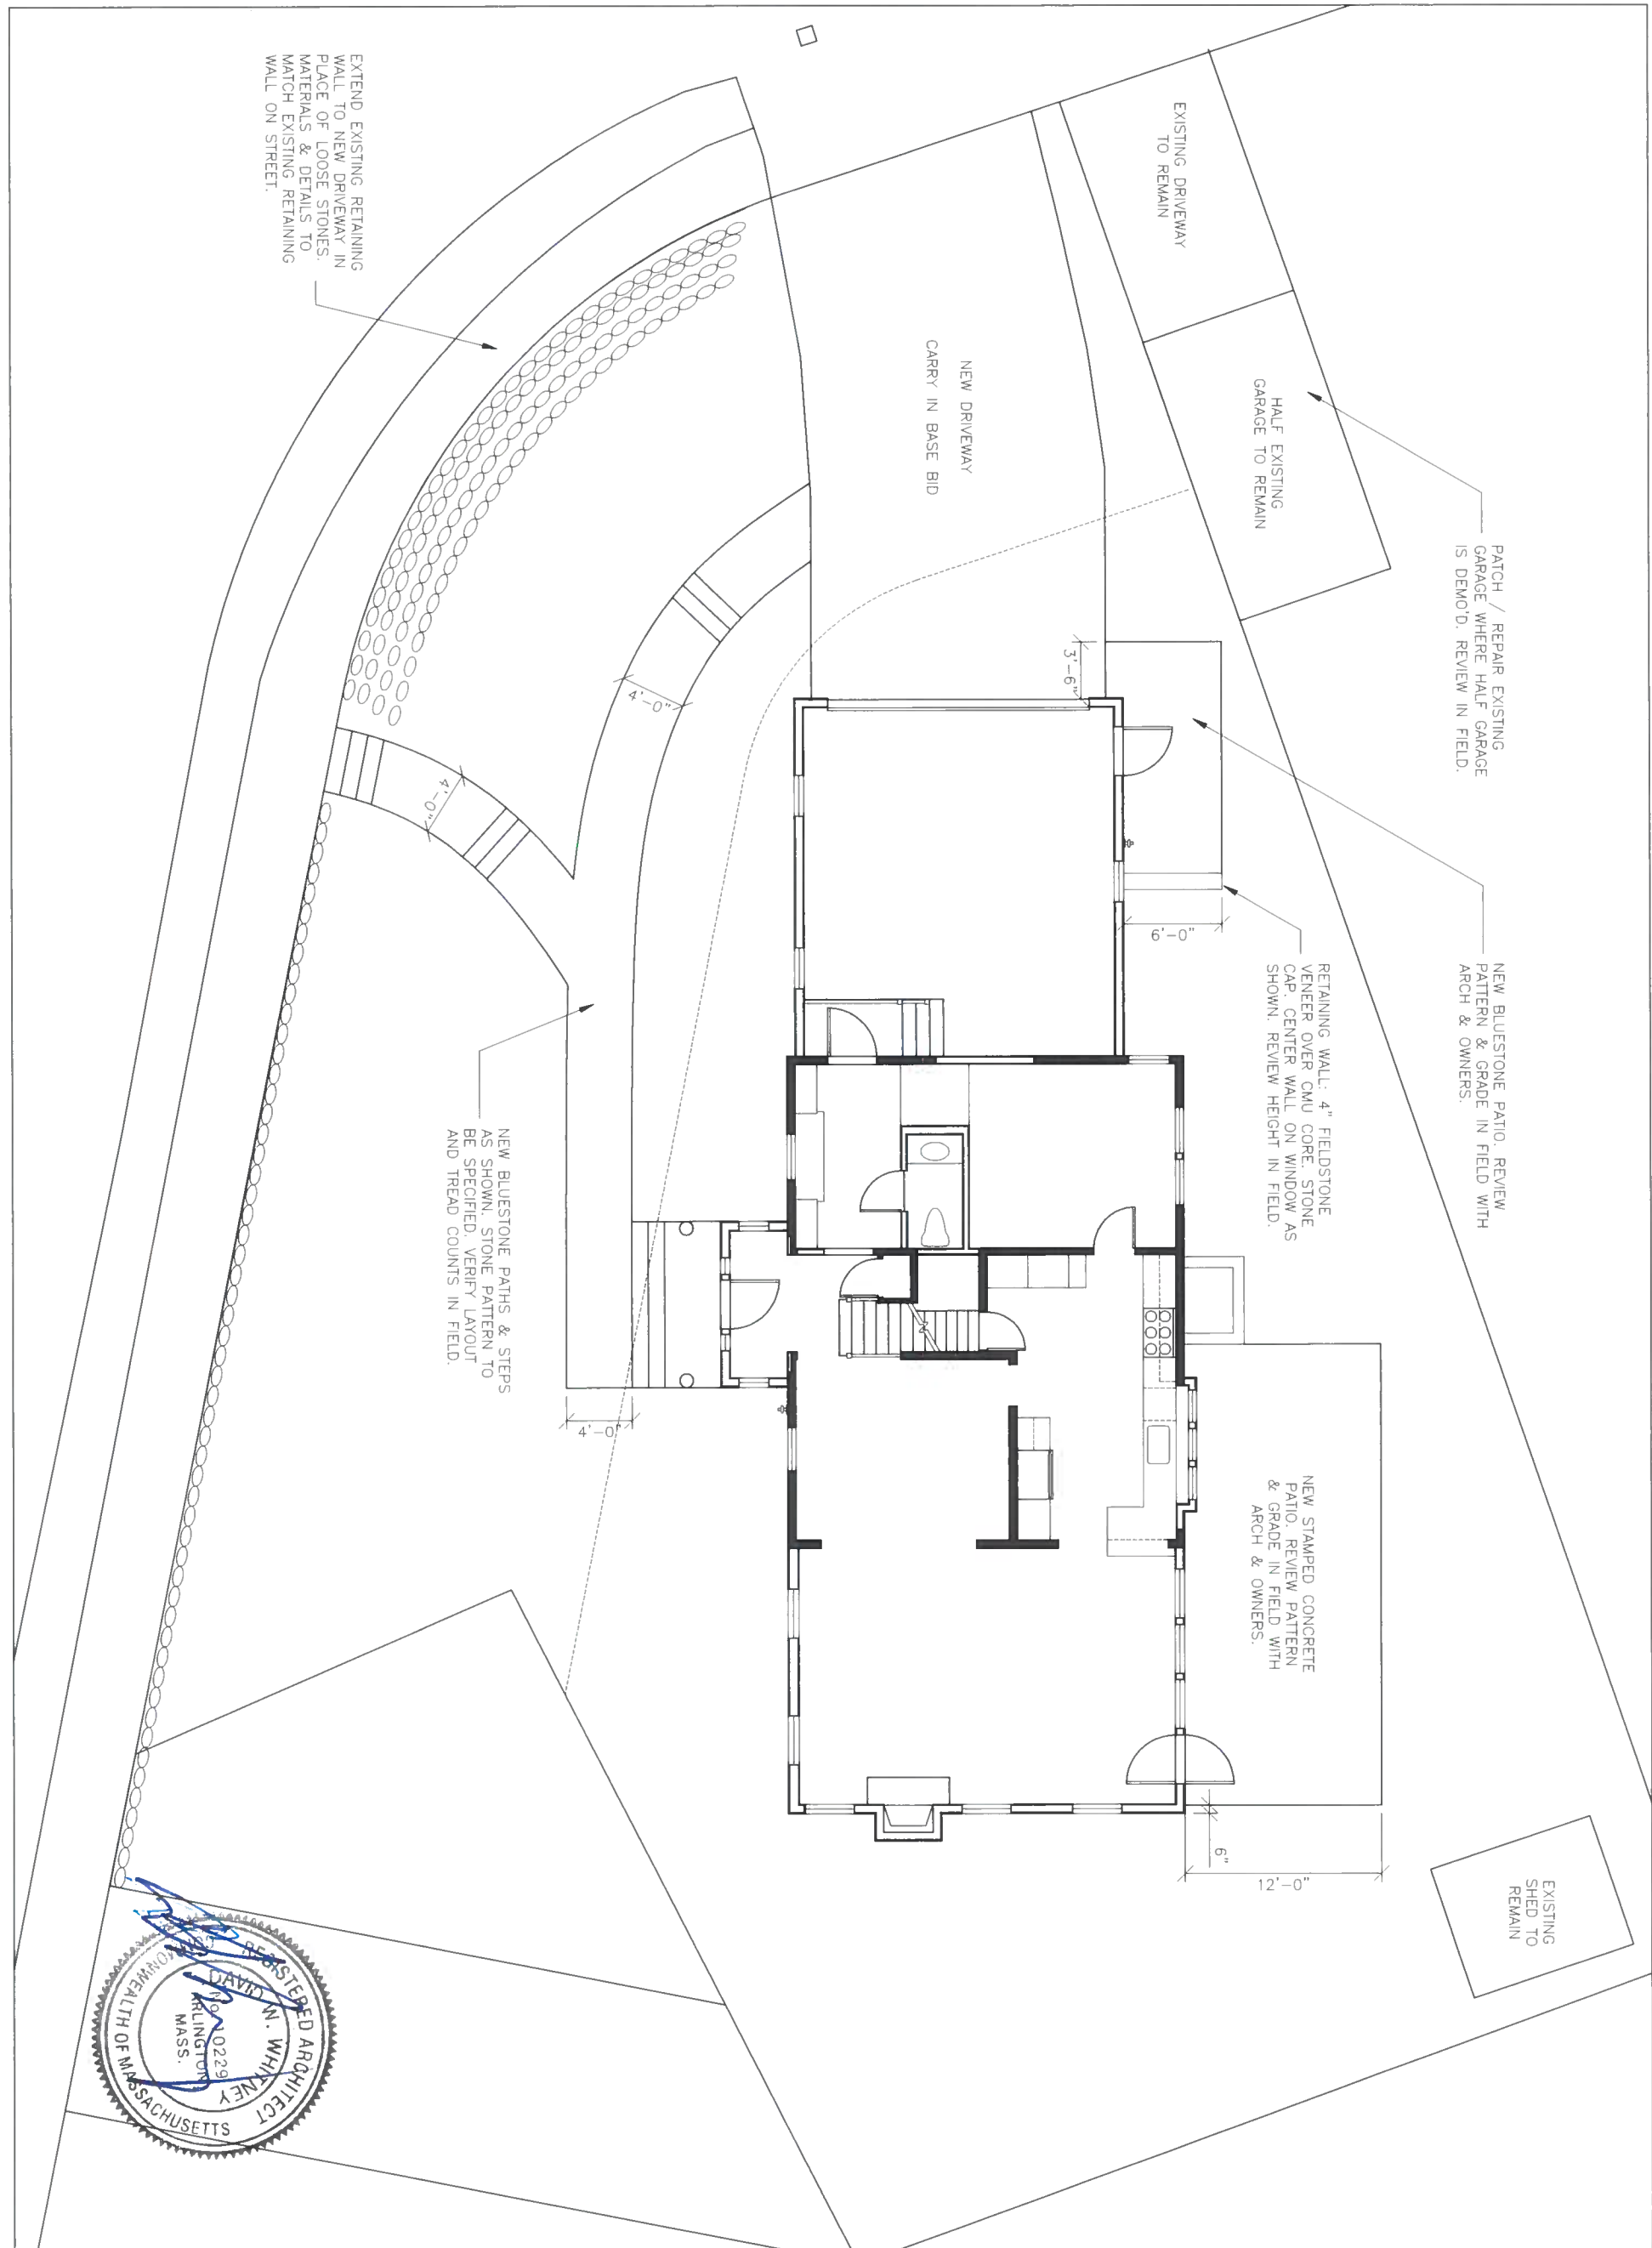 EXISTING DRIVEWAY
TO REMAIN
HALF EXISTING
GARAGE TO REMAIN
PATCH / REPAIR EXISTING
GARAGE WHERE HALF GARAGE
IS DEMO'D. REVIEW IN FIELD.
NEW BLUESTONE PATIO. REVIEW
PATTERN & GRADE IN FIELD WITH
ARCH & OWNERS.
RETAINING WALL: 4" FIELDSTONE
VENEER OVER CMU CORE. STONE
CAP. CENTER WALL ON WINDOW AS
SHOWN. REVIEW HEIGHT IN FIELD.
NEW STAMPED CONCRETE
PATIO. REVIEW PATTERN
& GRADE IN FIELD WITH
ARCH & OWNERS.
EXISTING
SHED TO
REMAIN
3'-6"
6'-0"
6"
12'-0"
NEW DRIVEWAY
CARRY IN BASE BID
4'-0"
4'-0"
4'-0"
EXTEND EXISTING RETAINING
WALL TO NEW DRIVEWAY IN
PLACE OF LOOSE STONES.
MATERIALS & DETAILS TO
MATCH EXISTING RETAINING
WALL ON STREET.
NEW BLUESTONE PATHS & STEPS
AS SHOWN. STONE PATTERN TO
BE SPECIFIED. VERIFY LAYOUT
AND TREAD COUNTS IN FIELD.
REGISTERED ARCHITECT
DAVID W. WHITNEY
No. 10229
ARLINGTON
MASS.
COMMONWEALTH OF MASSACHUSETTS